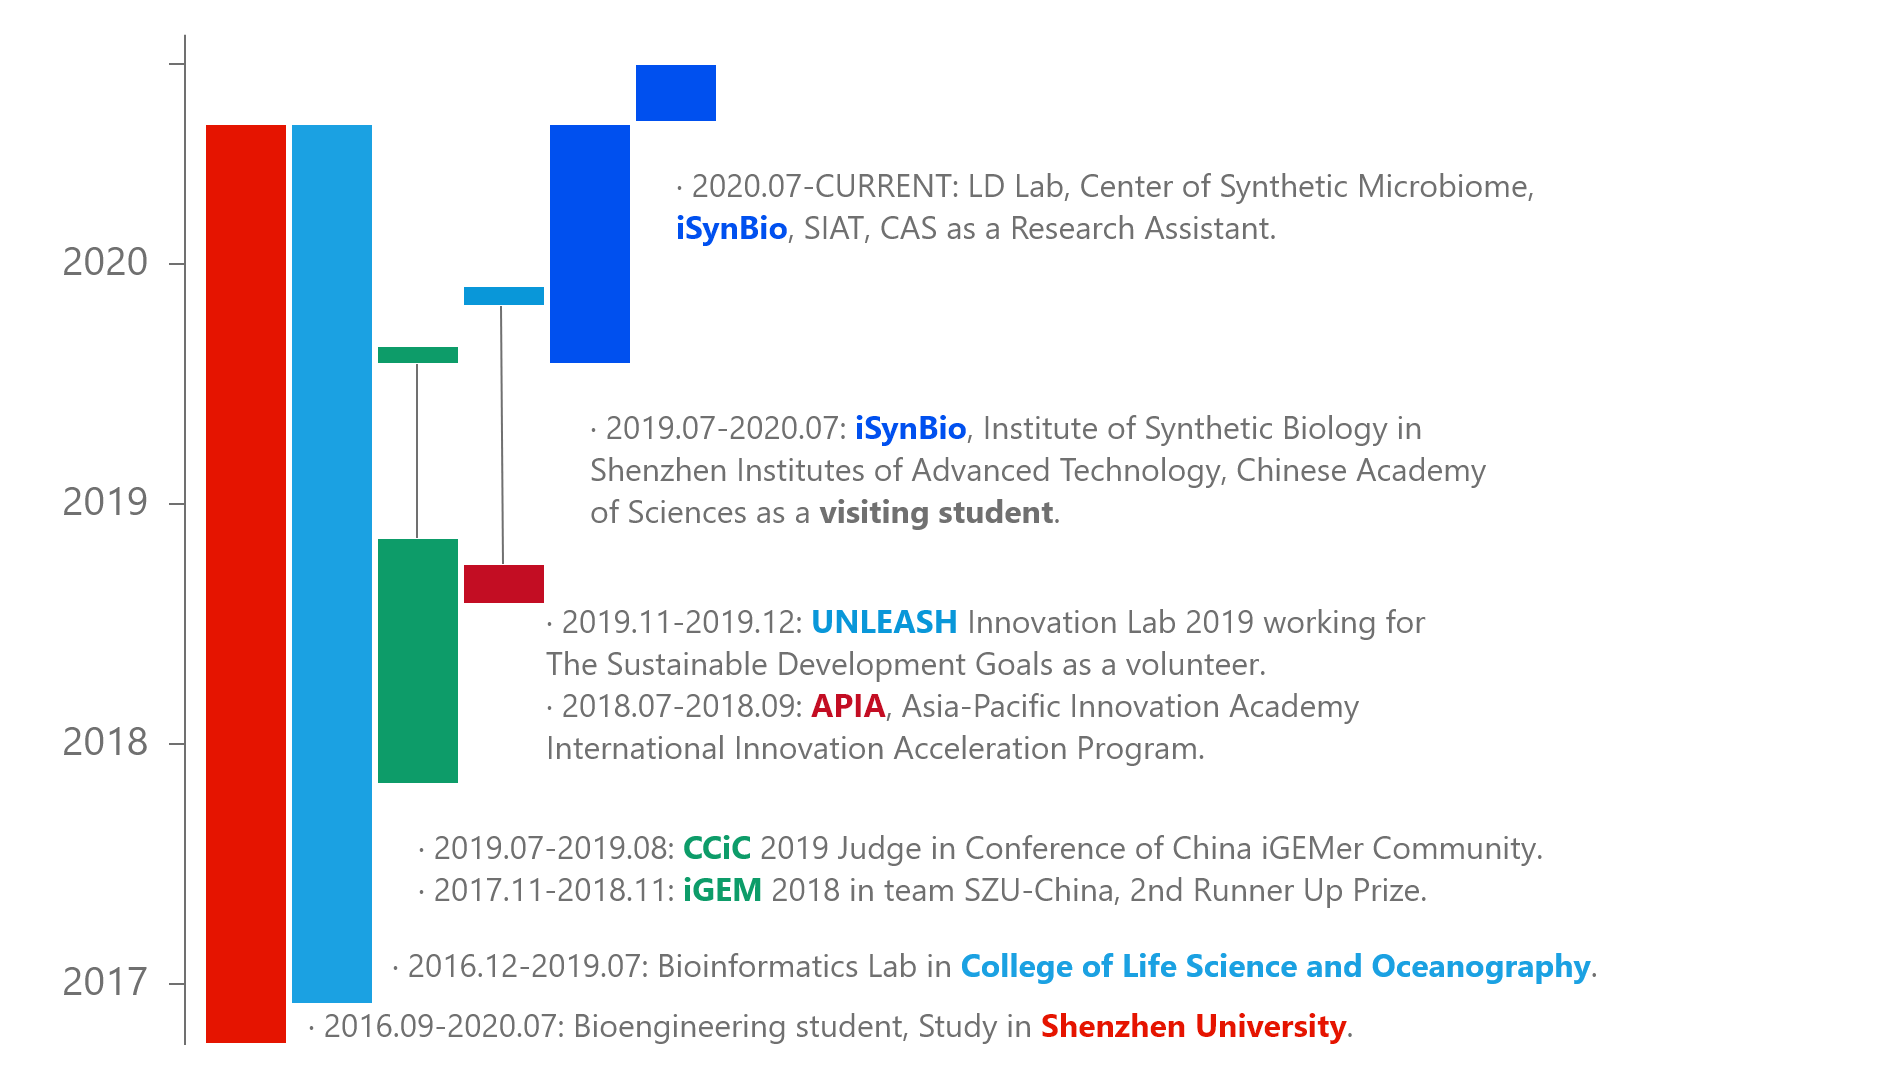 · 2020.07-CURRENT: LD Lab, Center of Synthetic Microbiome,
iSynBio, SIAT, CAS as a Research Assistant.
2020
· 2019.07-2020.07: iSynBio, Institute of Synthetic Biology in
Shenzhen Institutes of Advanced Technology, Chinese Academy
of Sciences as a visiting student.
2019
· 2019.11-2019.12: UNLEASH Innovation Lab 2019 working for
The Sustainable Development Goals as a volunteer.
· 2018.07-2018.09: APIA, Asia-Pacific Innovation Academy
International Innovation Acceleration Program.
2018
· 2019.07-2019.08: CCiC 2019 Judge in Conference of China iGEMer Community.
· 2017.11-2018.11: iGEM 2018 in team SZU-China, 2nd Runner Up Prize.
· 2016.12-2019.07: Bioinformatics Lab in College of Life Science and Oceanography.
2017
· 2016.09-2020.07: Bioengineering student, Study in Shenzhen University.